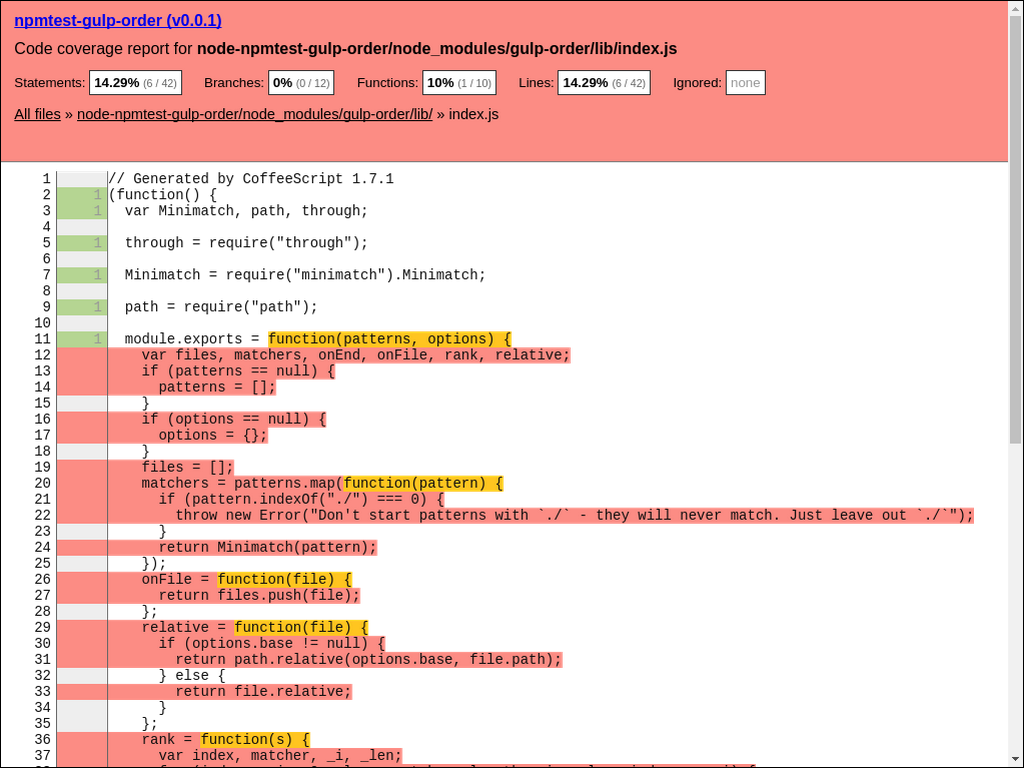 npmtest-gulp-order (v0.0.1)
Code coverage report for node-npmtest-gulp-order/node_modules/gulp-order/lib/index.js
Statements: 14.29% (6 / 42) Branches: 0% (0 / 12) Functions: 10% (1 / 10) Lines: 14.29% (6 / 42) Ignored: none
All files » node-npmtest-gulp-order/node_modules/gulp-order/lib/ » index.js
1 // Generated by CoffeeScript 1.7.1
2 1 (function() {
3 1 var Minimatch, path, through;
4
5 1 through = require("through");
6
7 1 Minimatch = require("minimatch").Minimatch;
8
9 1 path = require("path");
10
11 1 module.exports = function(patterns, options) {
12 var files, matchers, onEnd, onFile, rank, relative;
13 if (patterns == null) {
14 patterns = [];
15 }
16 if (options == null) {
17 options = {};
18 }
19 files = [];
20 matchers = patterns.map(function(pattern) {
21 if (pattern.indexOf("./") === 0) {
22 throw new Error("Don't start patterns with `./` - they will never match. Just leave out `./`");
23 }
24 return Minimatch(pattern);
25 });
26 onFile = function(file) {
27 return files.push(file);
28 };
29 relative = function(file) {
30 if (options.base != null) {
31 return path.relative(options.base, file.path);
32 } else {
33 return file.relative;
34 }
35 };
36 rank = function(s) {
37 var index, matcher, _i, _len;